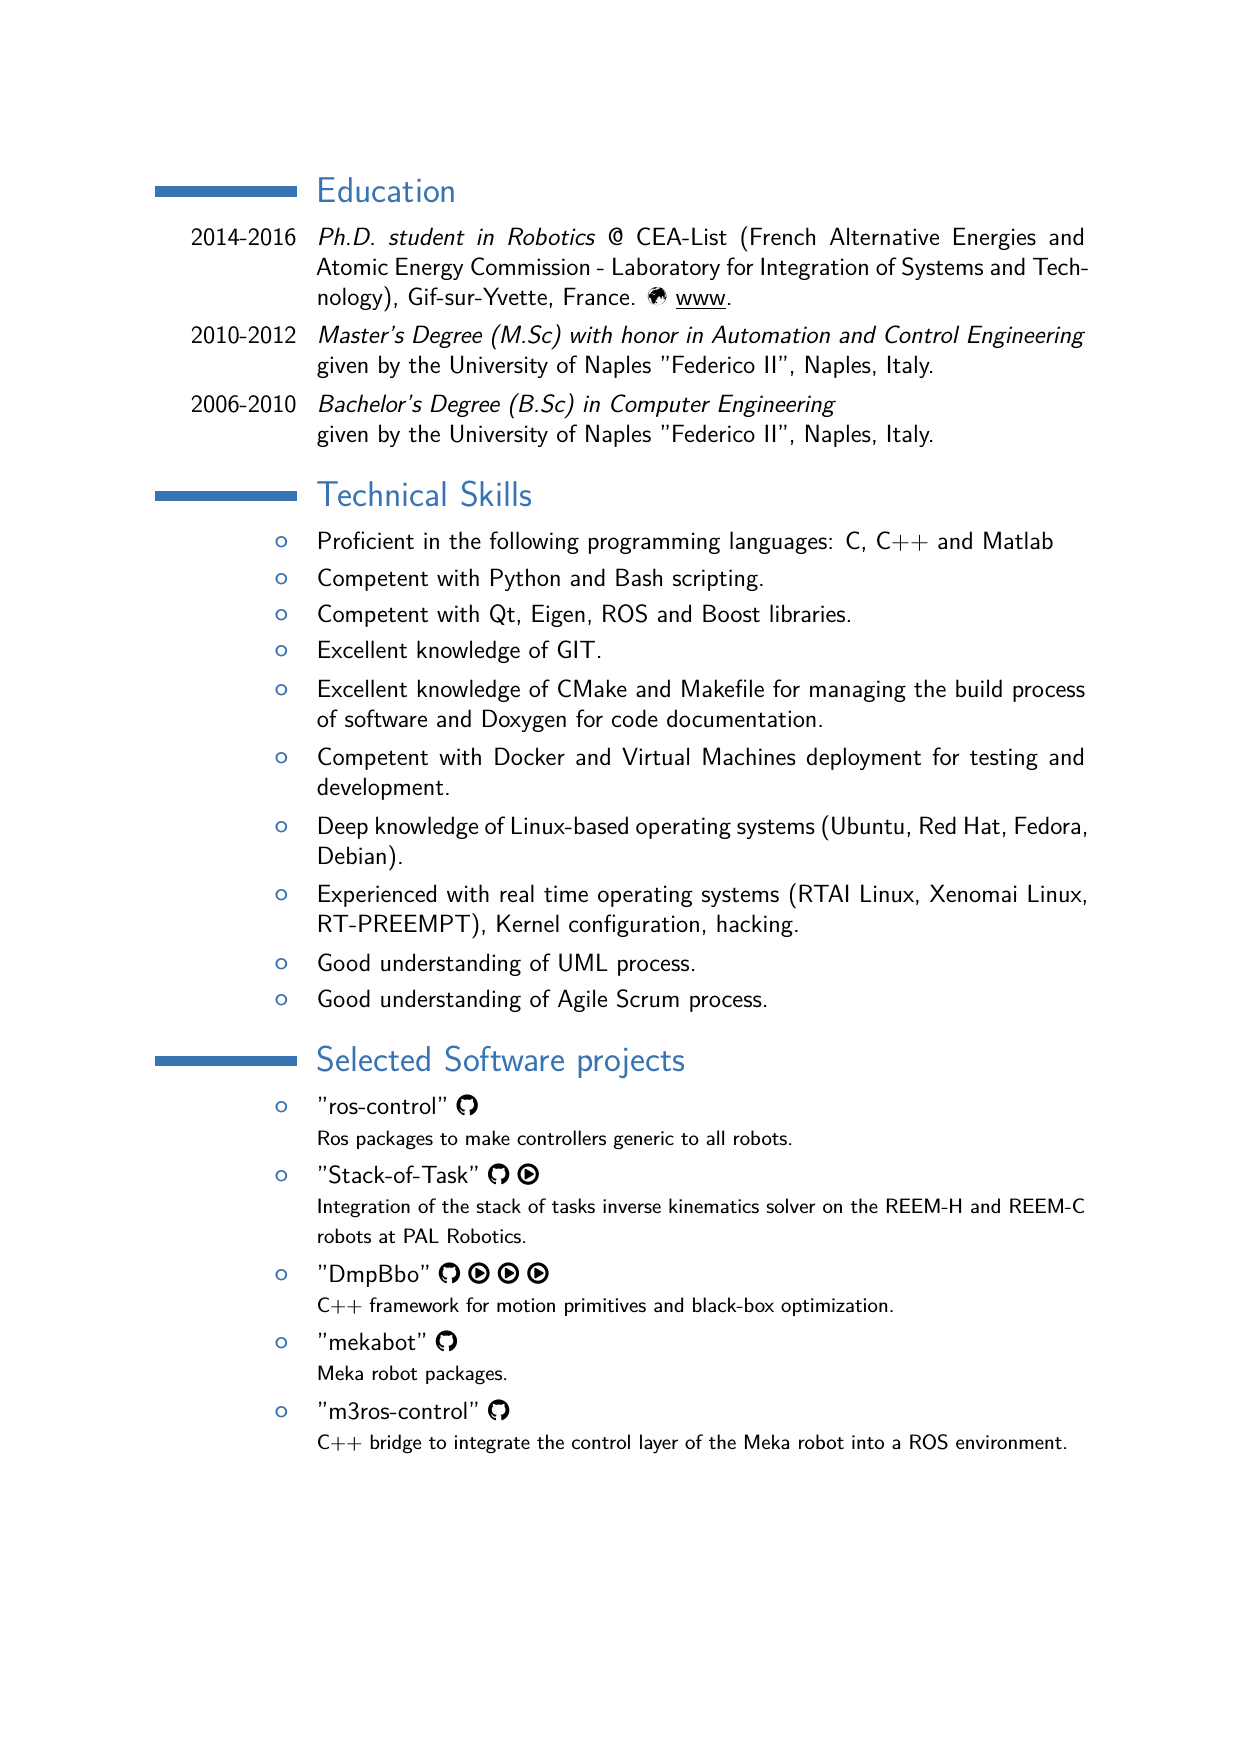 Education
2014-2016 Ph.D. student in Robotics @ CEA-List (French Alternative Energies and
Atomic Energy Commission - Laboratory for Integration of Systems and Tech-
nology), Gif-sur-Yvette, France. www.
2010-2012 Master's Degree (M.Sc) with honor in Automation and Control Engineering
given by the University of Naples ”Federico II”, Naples, Italy.
2006-2010 Bachelor's Degree (B.Sc) in Computer Engineering
given by the University of Naples ”Federico II”, Naples, Italy.
Technical Skills
Proficient in the following programming languages: C, C++ and Matlab
Competent with Python and Bash scripting.
Competent with Qt, Eigen, ROS and Boost libraries.
Excellent knowledge of GIT.
Excellent knowledge of CMake and Makefile for managing the build process
of software and Doxygen for code documentation.
Competent with Docker and Virtual Machines deployment for testing and
development.
Deep knowledge of Linux-based operating systems (Ubuntu, Red Hat, Fedora,
Debian).
Experienced with real time operating systems (RTAI Linux, Xenomai Linux,
RT-PREEMPT), Kernel configuration, hacking.
Good understanding of UML process.
Good understanding of Agile Scrum process.
Selected Software projects
”ros-control”
Ros packages to make controllers generic to all robots.
”Stack-of-Task”
Integration of the stack of tasks inverse kinematics solver on the REEM-H and REEM-C
robots at PAL Robotics.
”DmpBbo”
C++ framework for motion primitives and black-box optimization.
”mekabot”
Meka robot packages.
”m3ros-control”
C++ bridge to integrate the control layer of the Meka robot into a ROS environment.